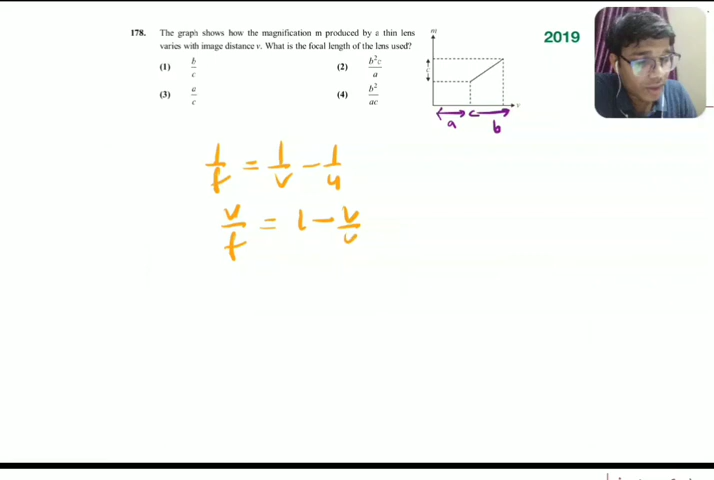 178. The graph shows how the magnification m produced by a thin lens
varies with image distance v. What is the focal length of the lens used?
2019
(1) b/c
(2) b²c/a
(3) a/c
(4) b²/ac
m
c
v
a
b
1/f = 1/v - 1/u
v/f = 1 - v/u